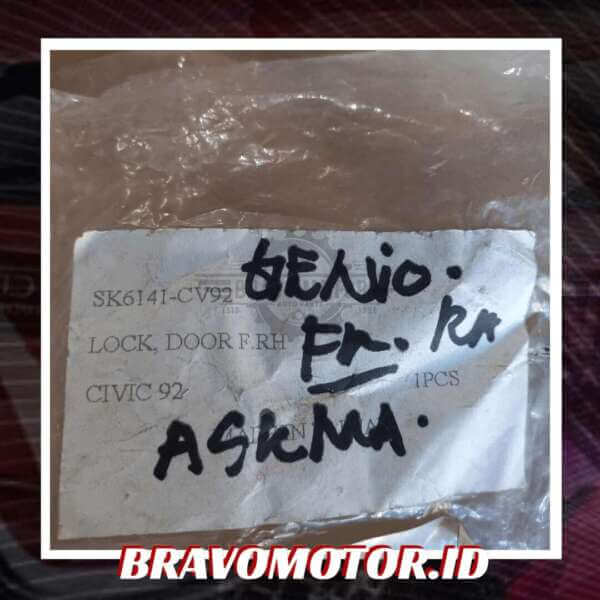 SK6141-CV92 GENIO.
LOCK, DOOR F.RH FR. RH
CIVIC 92 1PCS
ASKMA.
BRAVOMOTOR.ID